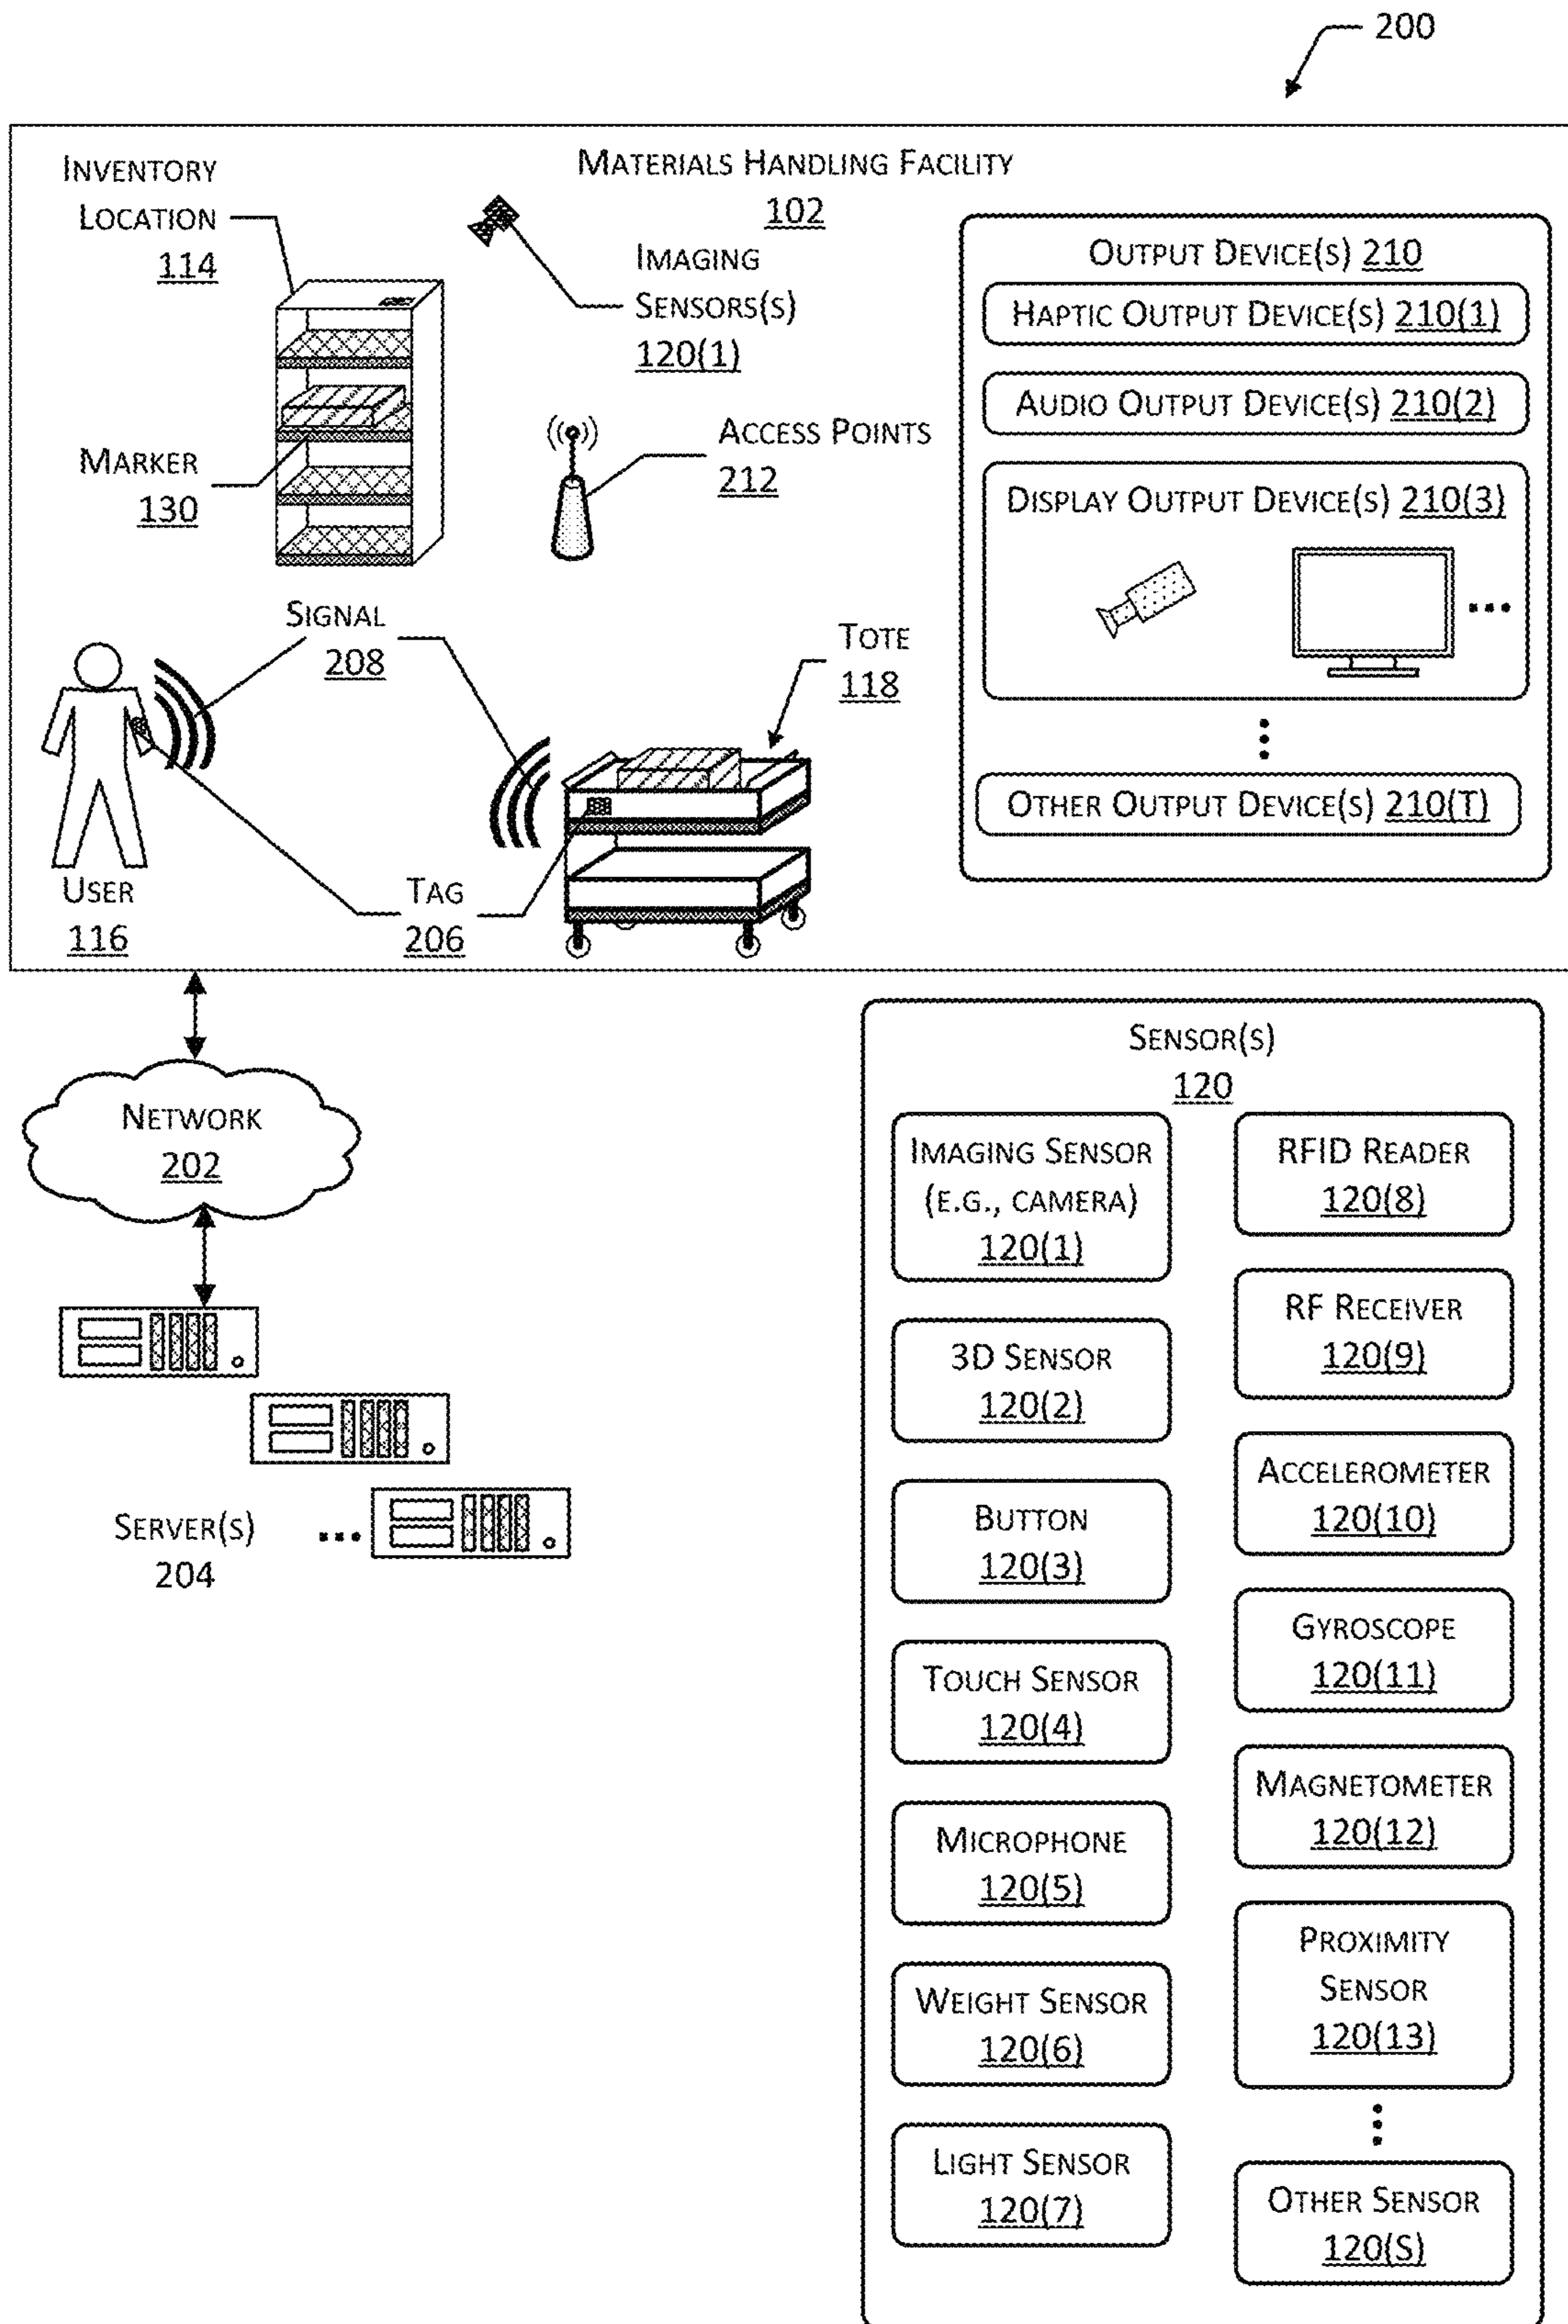 200
MATERIALS HANDLING FACILITY
102
INVENTORY
LOCATION
114
IMAGING
SENSORS(S)
120(1)
MARKER
130
ACCESS POINTS
212
SIGNAL
208
TOTE
118
USER
116
TAG
206
OUTPUT DEVICE(S) 210
HAPTIC OUTPUT DEVICE(S) 210(1)
AUDIO OUTPUT DEVICE(S) 210(2)
DISPLAY OUTPUT DEVICE(S) 210(3)
...
OTHER OUTPUT DEVICE(S) 210(T)
NETWORK
202
SERVER(S)
204
...
SENSOR(S)
120
IMAGING SENSOR
(E.G., CAMERA)
120(1)
3D SENSOR
120(2)
BUTTON
120(3)
TOUCH SENSOR
120(4)
MICROPHONE
120(5)
WEIGHT SENSOR
120(6)
LIGHT SENSOR
120(7)
RFID READER
120(8)
RF RECEIVER
120(9)
ACCELEROMETER
120(10)
GYROSCOPE
120(11)
MAGNETOMETER
120(12)
PROXIMITY
SENSOR
120(13)
OTHER SENSOR
120(S)